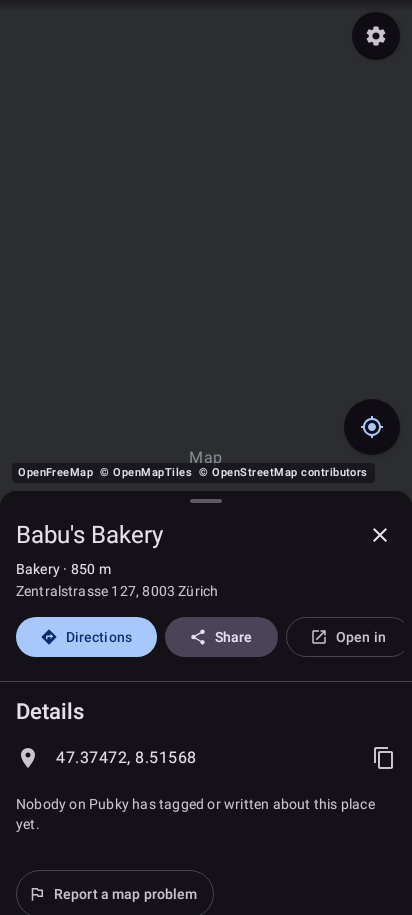 Map
OpenFreeMap © OpenMapTiles © OpenStreetMap contributors
Babu's Bakery
Bakery · 850 m
Zentralstrasse 127, 8003 Zürich
Directions
Share
Open in
Details
47.37472, 8.51568
Nobody on Pubky has tagged or written about this place
yet.
Report a map problem